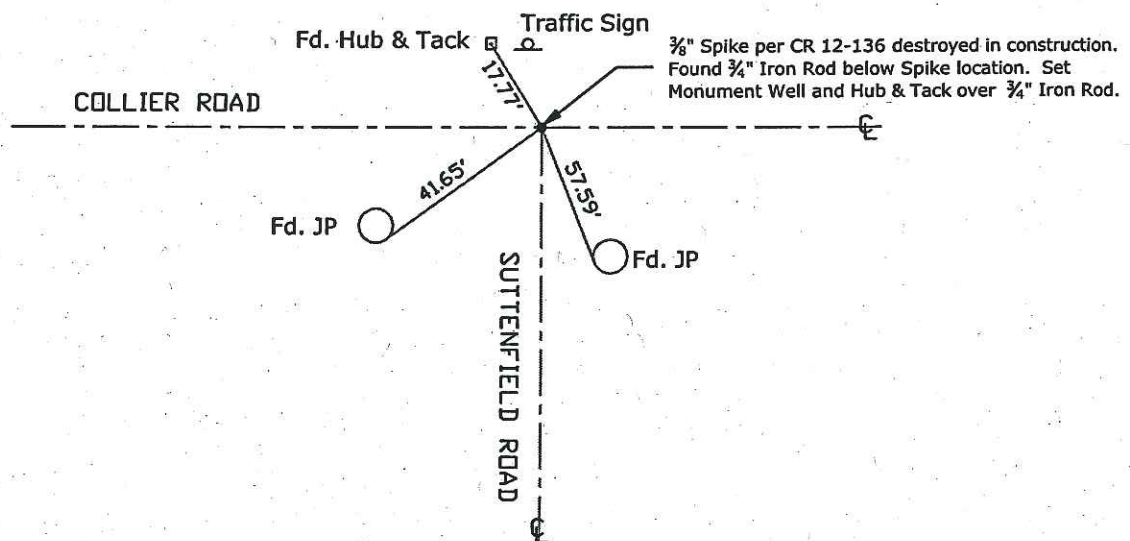 Traffic Sign
Fd. Hub & Tack
17.77'
⅜" Spike per CR 12-136 destroyed in construction.
Found ¾" Iron Rod below Spike location. Set
Monument Well and Hub & Tack over ¾" Iron Rod.
COLLIER ROAD
℄
41.65'
57.59'
Fd. JP
Fd. JP
SUTTENFIELD ROAD
℄